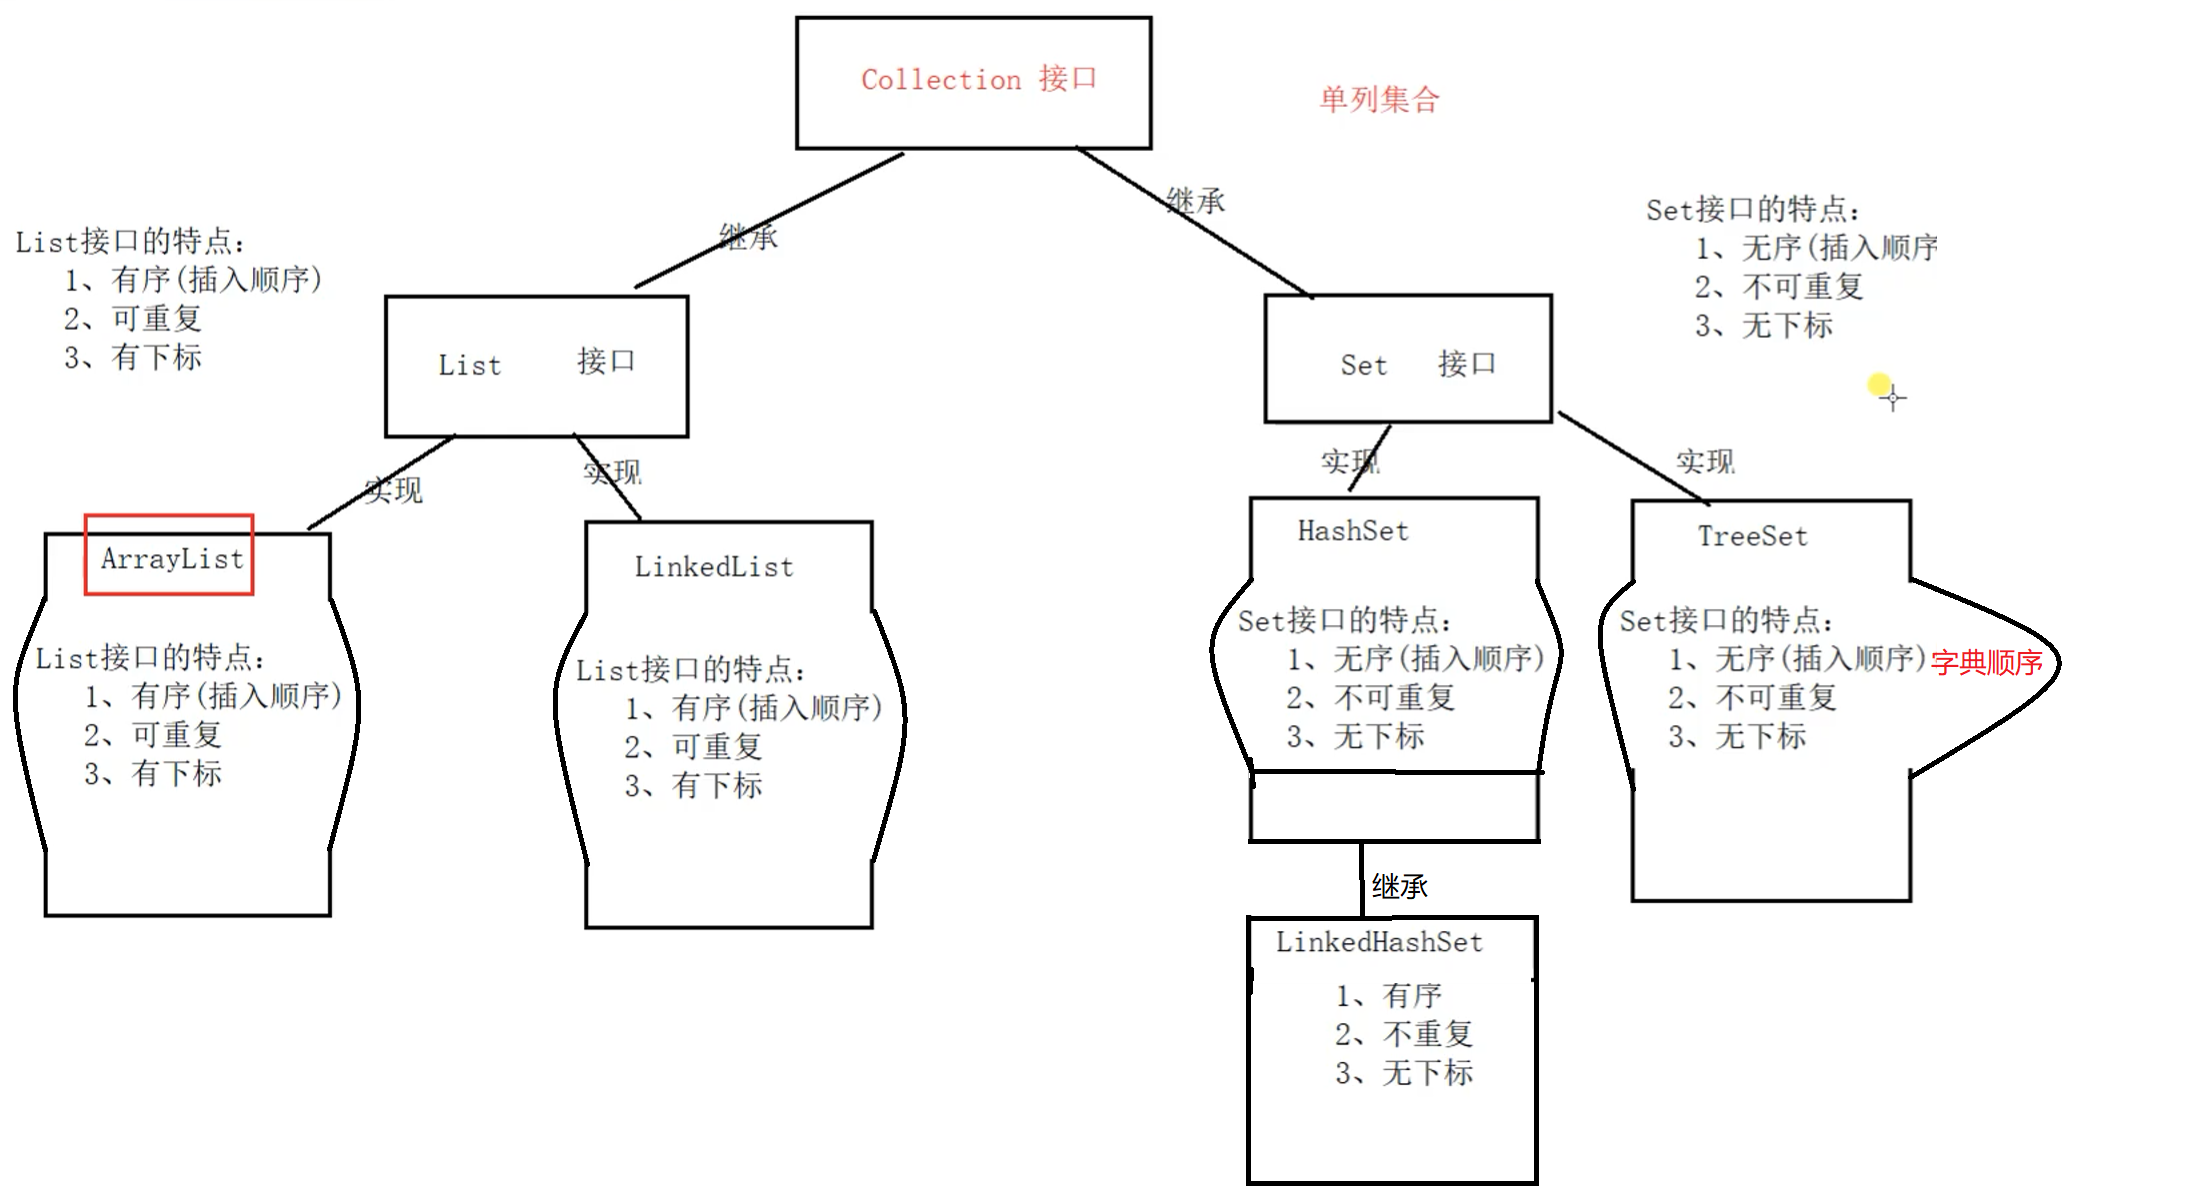 Collection 接口
单列集合
继承
继承
List接口的特点:
1、有序(插入顺序)
2、可重复
3、有下标
Set接口的特点:
1、无序(插入顺序
2、不可重复
3、无下标
List 接口
Set 接口
实现
实现
实现
实现
ArrayList
List接口的特点:
1、有序(插入顺序)
2、可重复
3、有下标
LinkedList
List接口的特点:
1、有序(插入顺序)
2、可重复
3、有下标
HashSet
Set接口的特点:
1、无序(插入顺序)
2、不可重复
3、无下标
TreeSet
Set接口的特点:
1、无序(插入顺序)字典顺序
2、不可重复
3、无下标
继承
LinkedHashSet
1、有序
2、不重复
3、无下标